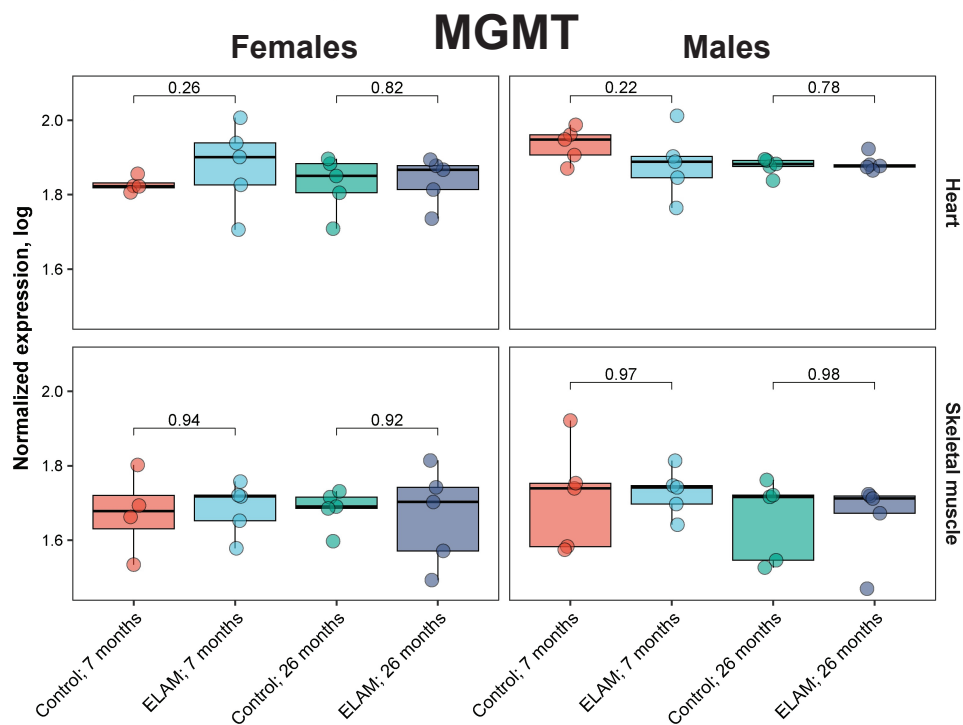 MGMT
Females
Males
Normalized expression, log
0.26
0.82
0.22
0.78
2.0
1.8
1.6
Heart
0.94
0.92
0.97
0.98
2.0
1.8
1.6
Skeletal muscle
Control; 7 months
ELAM; 7 months
Control; 26 months
ELAM; 26 months
Control; 7 months
ELAM; 7 months
Control; 26 months
ELAM; 26 months